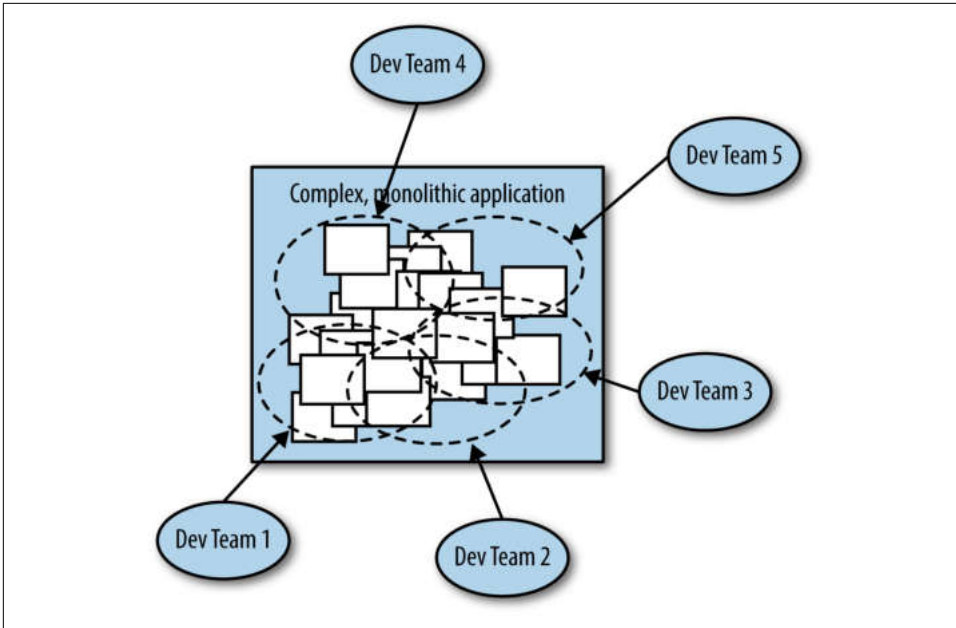 Dev Team 4
Dev Team 5
Complex, monolithic application
Dev Team 3
Dev Team 1
Dev Team 2